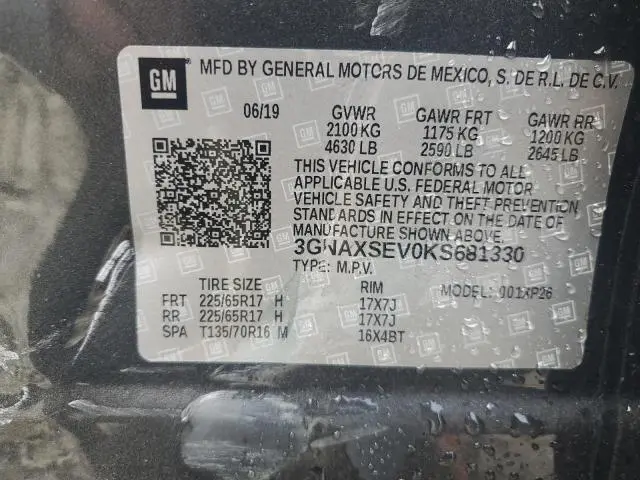 GM MFD BY GENERAL MOTORS DE MEXICO, S. DE R.L. DE C.V.
06/19 GVWR GAWR FRT GAWR RR
2100 KG 1175 KG 1200 KG
4630 LB 2590 LB 2645 LB
THIS VEHICLE CONFORMS TO ALL
APPLICABLE U.S. FEDERAL MOTOR
VEHICLE SAFETY AND THEFT PREVENTION
STANDARDS IN EFFECT ON THE DATE OF
MANUFACTURE SHOWN ABOVE.
3GNAXSEV0KS681330
TYPE: M.P.V.
TIRE SIZE RIM MODEL: 001XP26
FRT 225/65R17 H 17X7J
RR 225/65R17 H 17X7J
SPA T135/70R16 M 16X4BT